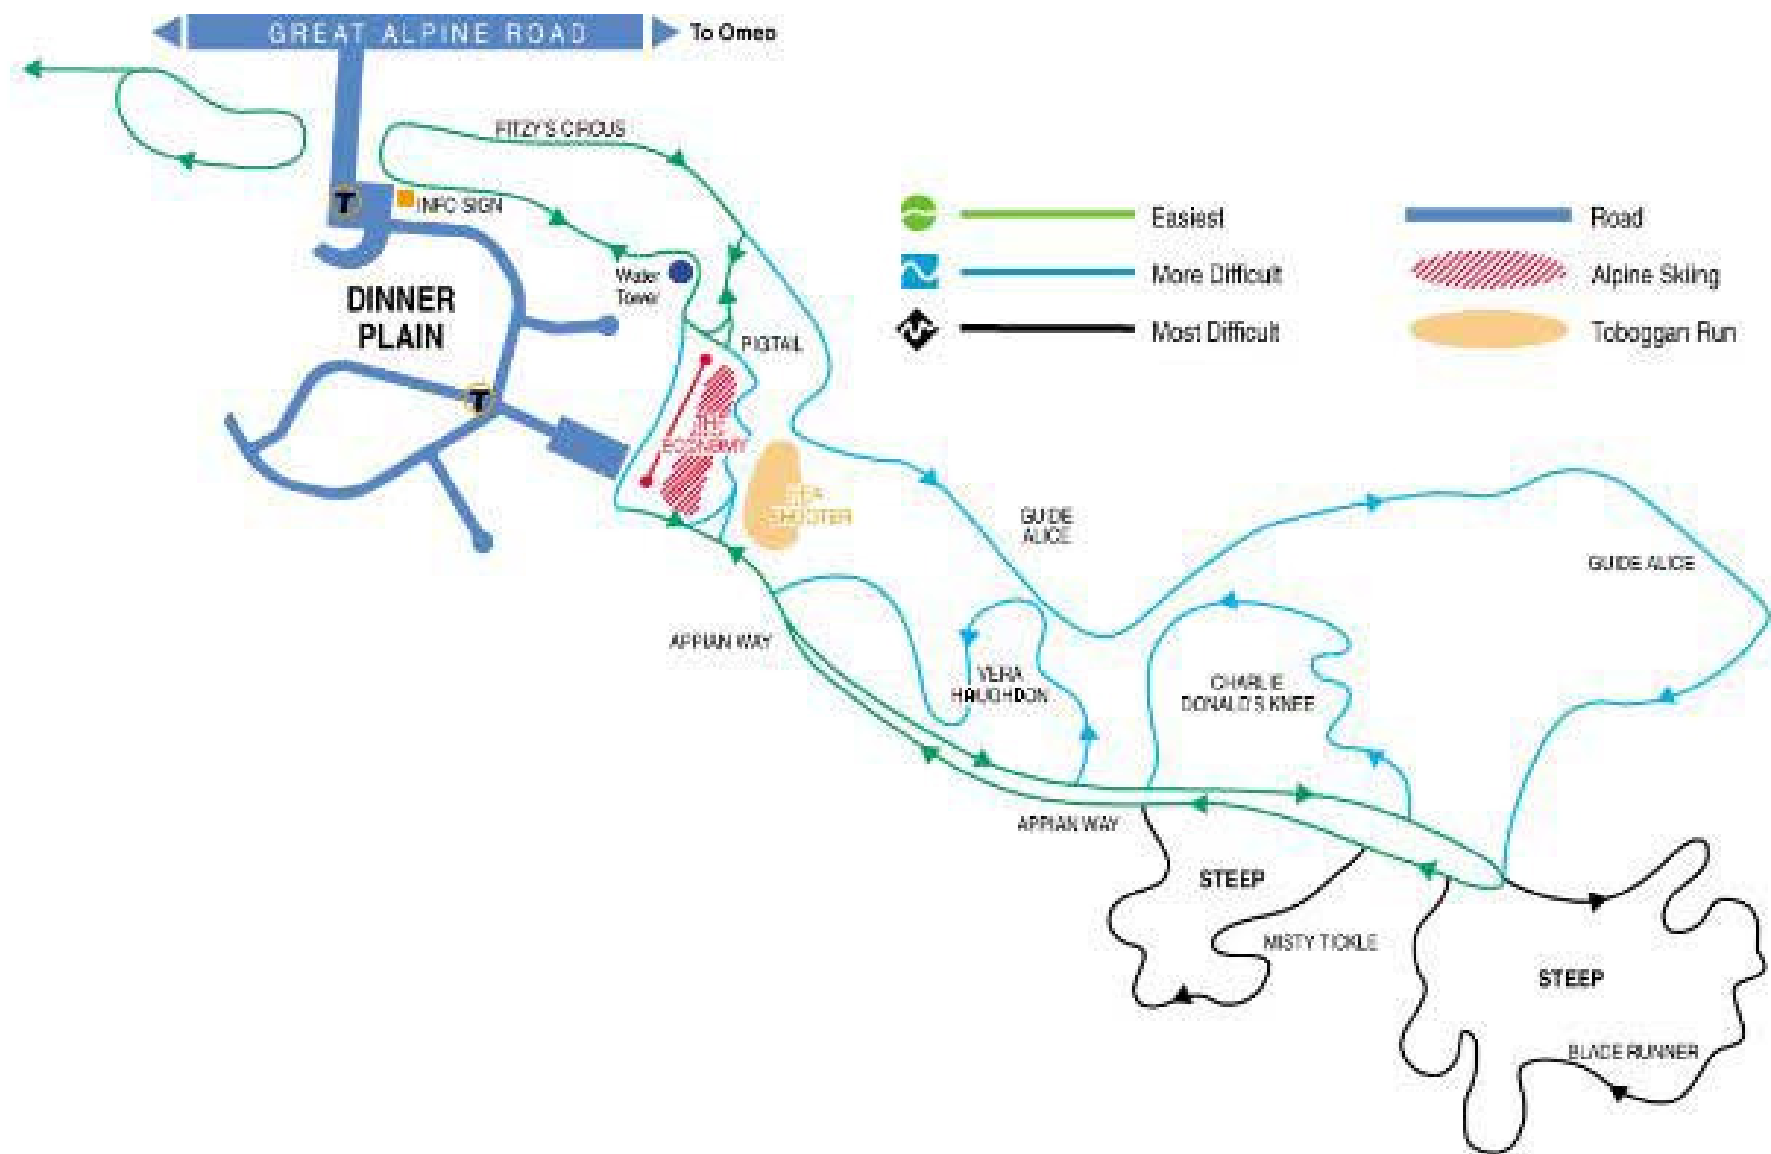 GREAT ALPINE ROAD
To Omeo
FITZY'S CIRCUS
T
INFO SIGN
Water
Tower
DINNER
PLAIN
T
PIGTAIL
THE
ECONOMY
SHOOTER
Easiest
More Difficult
Most Difficult
Road
Alpine Skiing
Toboggan Run
GUIDE
ALICE
GUIDE ALICE
APPIAN WAY
VERA
HAUGHDON
CHARLIE
DONALD'S KNEE
APPIAN WAY
STEEP
MISTY TICKLE
STEEP
BLADE RUNNER